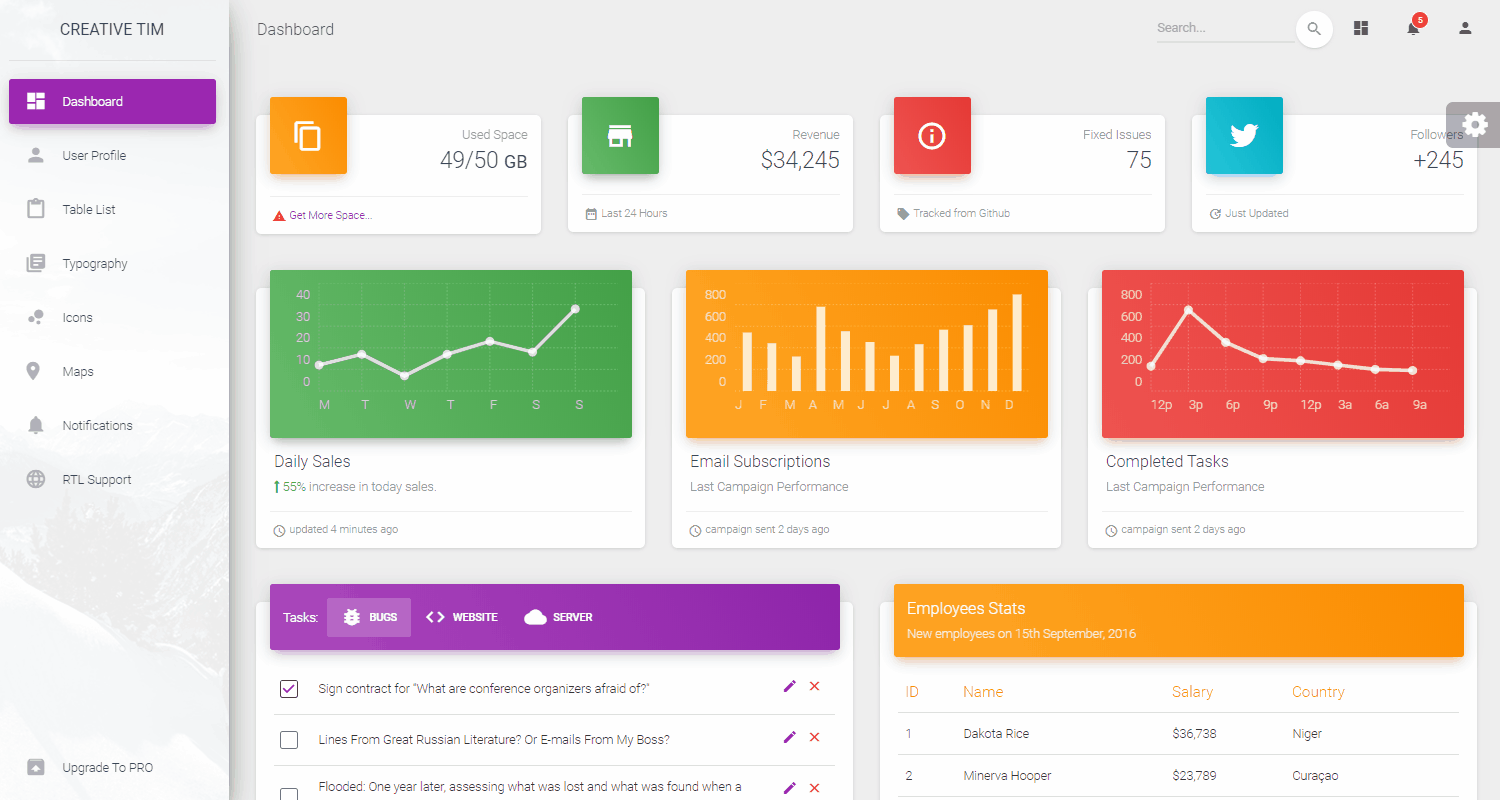 CREATIVE TIM
Dashboard
User Profile
Table List
Typography
Icons
Maps
Notifications
RTL Support
Upgrade To PRO
Dashboard
Search...
5
Used Space
49/50 GB
Get More Space...
Revenue
$34,245
Last 24 Hours
Fixed Issues
75
Tracked from Github
Followers
+245
Just Updated
40
30
20
10
0
M T W T F S S
Daily Sales
55% increase in today sales.
updated 4 minutes ago
800
600
400
200
0
J F M A M J J A S O N D
Email Subscriptions
Last Campaign Performance
campaign sent 2 days ago
800
600
400
200
0
12p 3p 6p 9p 12p 3a 6a 9a
Completed Tasks
Last Campaign Performance
campaign sent 2 days ago
Tasks: BUGS WEBSITE SERVER
Sign contract for "What are conference organizers afraid of?"
Lines From Great Russian Literature? Or E-mails From My Boss?
Flooded: One year later, assessing what was lost and what was found when a
Employees Stats
New employees on 15th September, 2016
ID Name Salary Country
1 Dakota Rice $36,738 Niger
2 Minerva Hooper $23,789 Curaçao